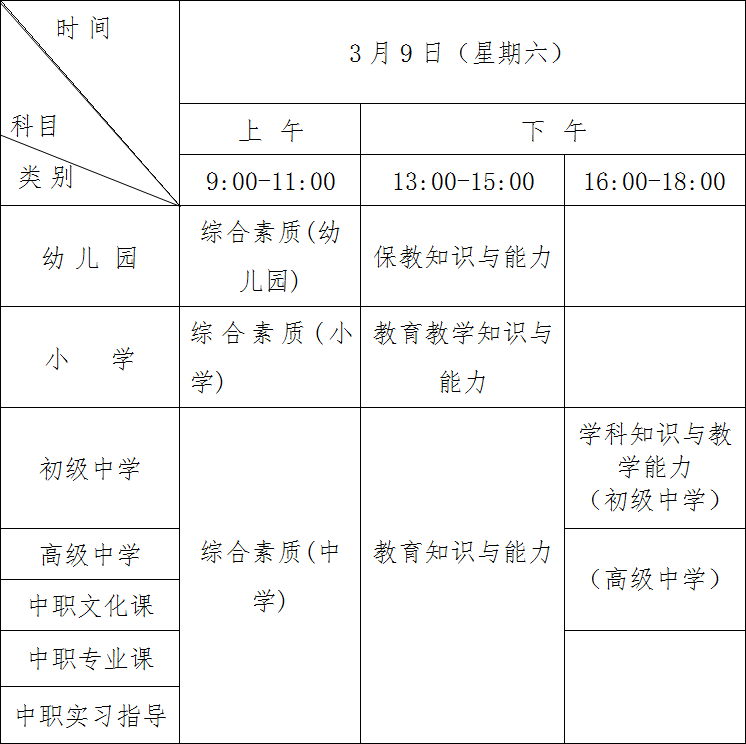 时 间
科目
类 别
3月9日（星期六）
上 午
下 午
9:00-11:00
13:00-15:00
16:00-18:00
幼 儿 园
综合素质(幼
儿园)
保教知识与能力
小 学
综合素质(小
学)
教育教学知识与
能力
初级中学
综合素质(中
学)
教育知识与能力
学科知识与教
学能力
（初级中学）
高级中学
（高级中学）
中职文化课
中职专业课
中职实习指导